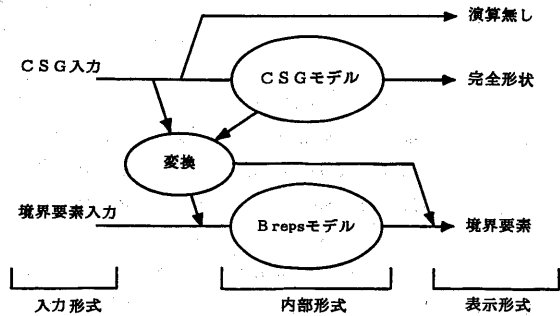 演算無し
CSG入力
CSGモデル
完全形状
変換
境界要素入力
Brepsモデル
境界要素
入力形式
内部形式
表示形式